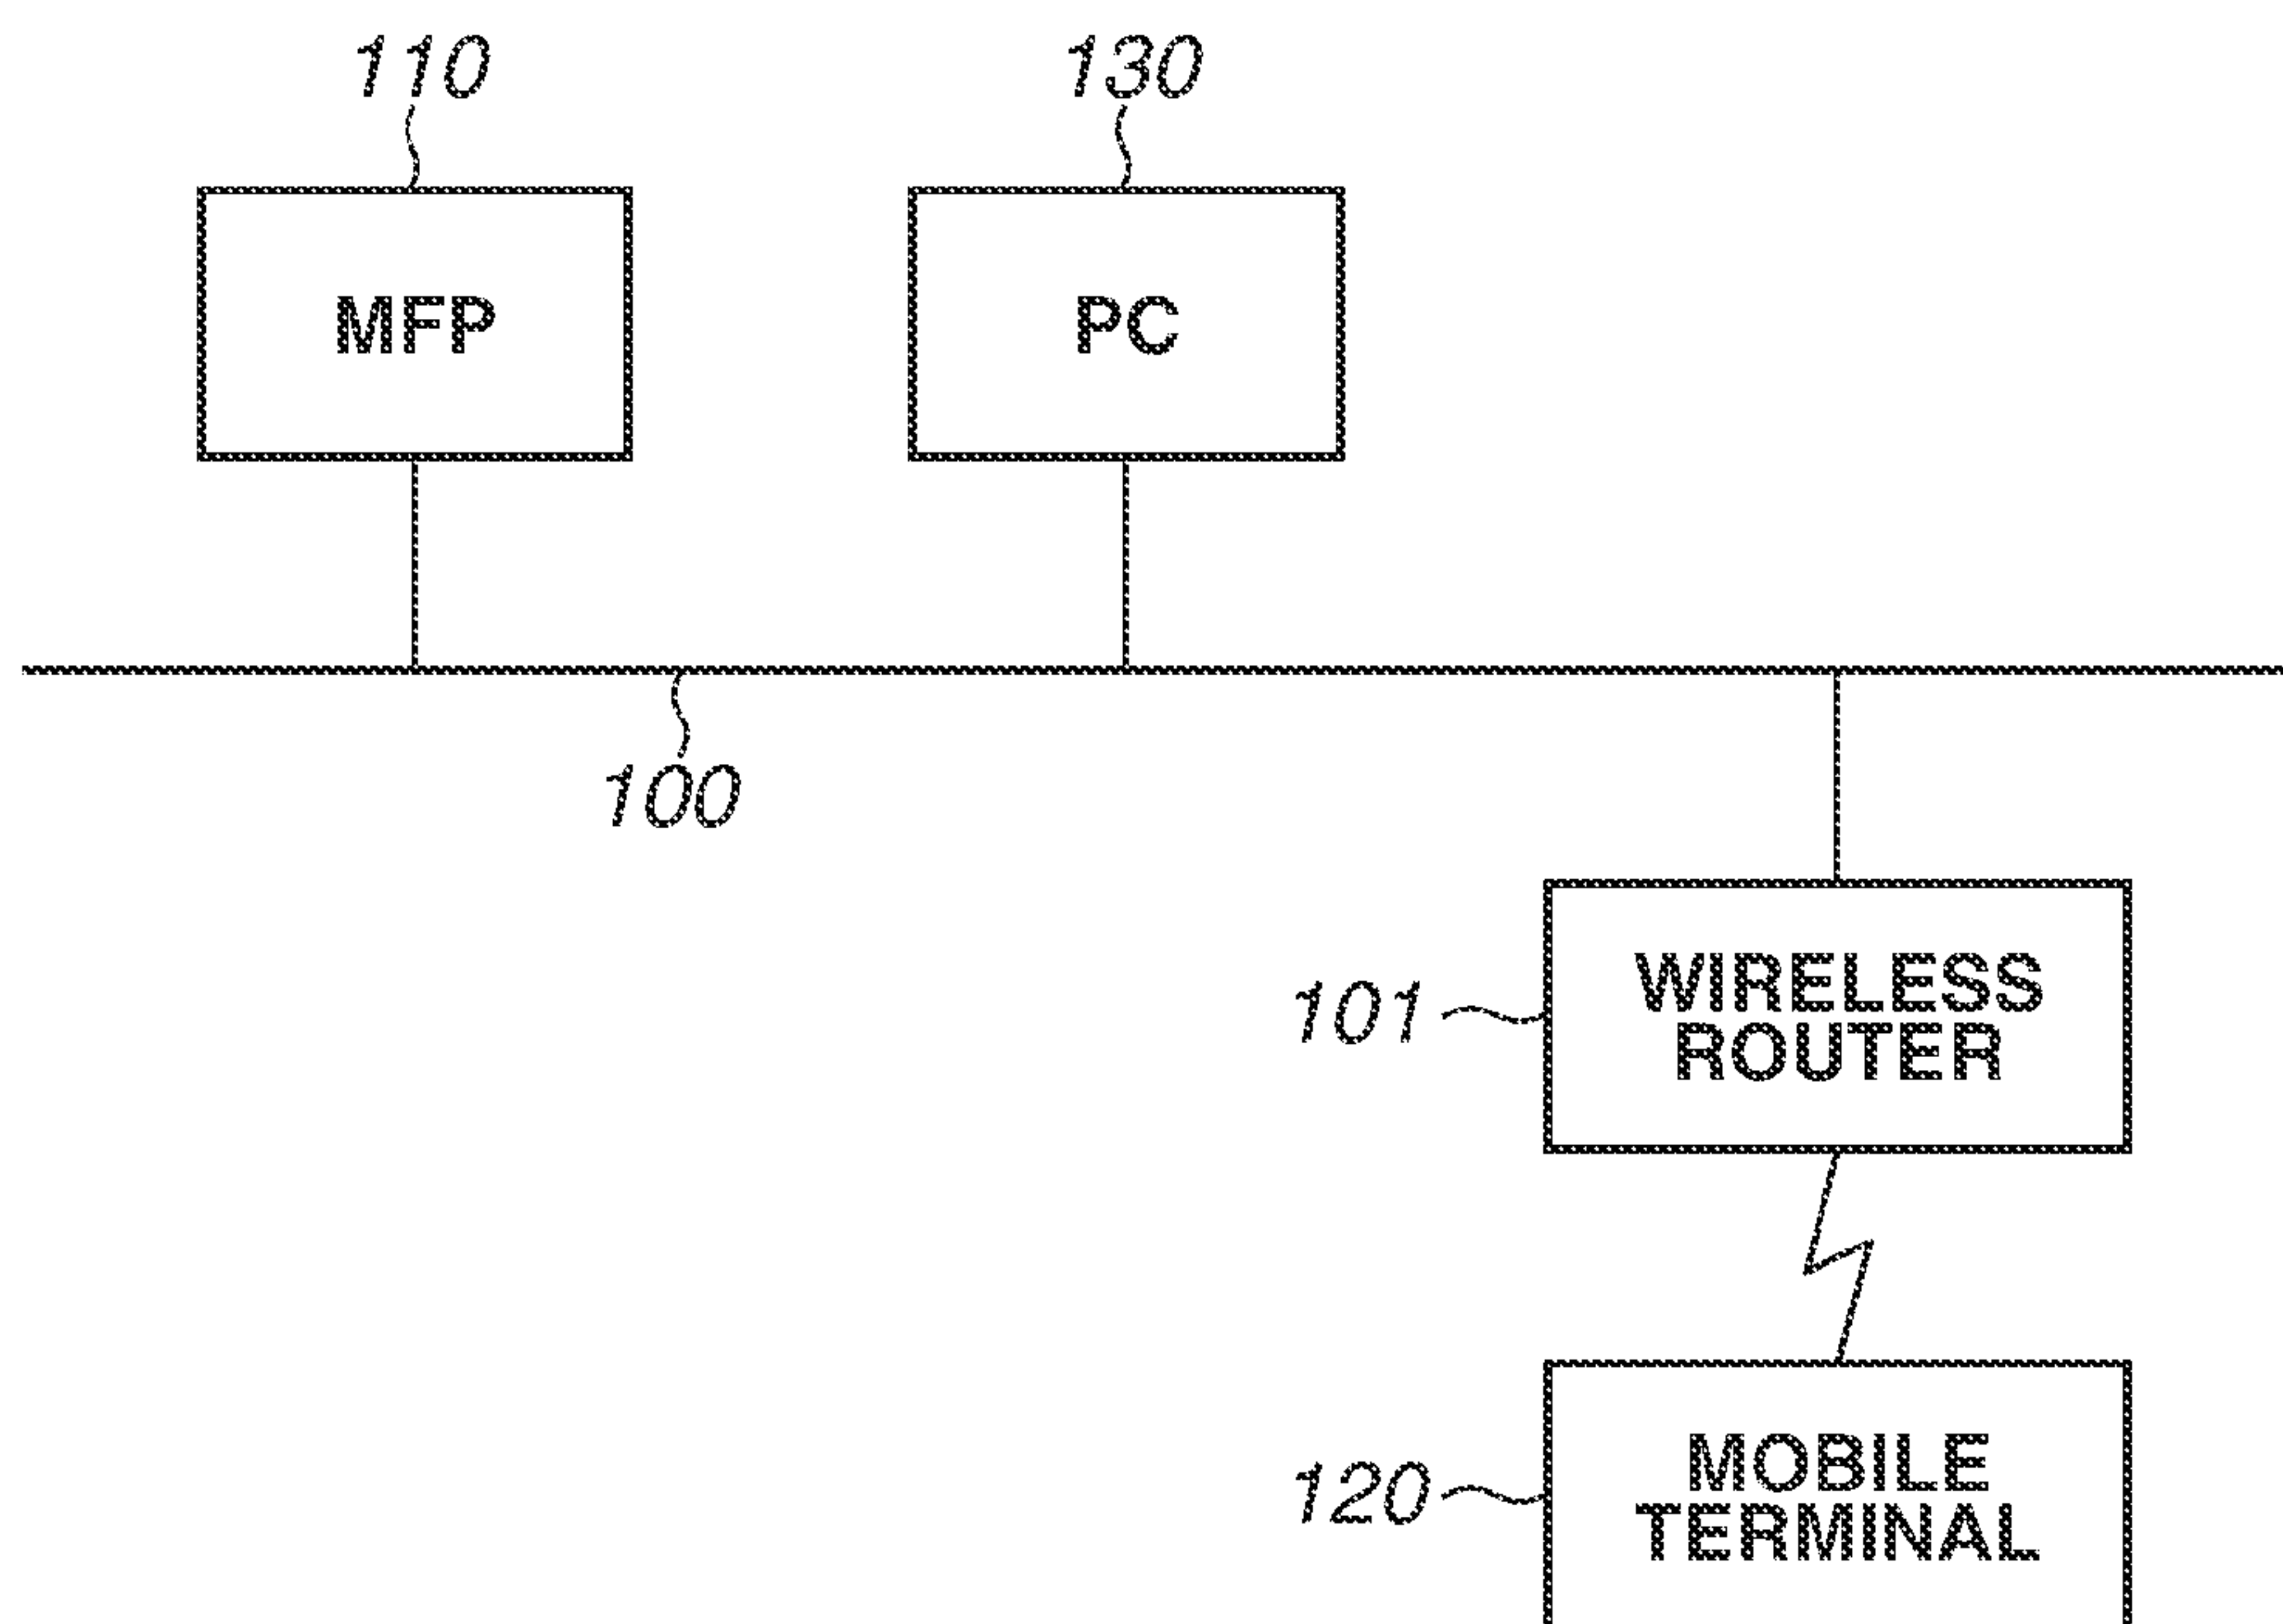 110
130
MFP
PC
100
101
WIRELESS
ROUTER
120
MOBILE
TERMINAL